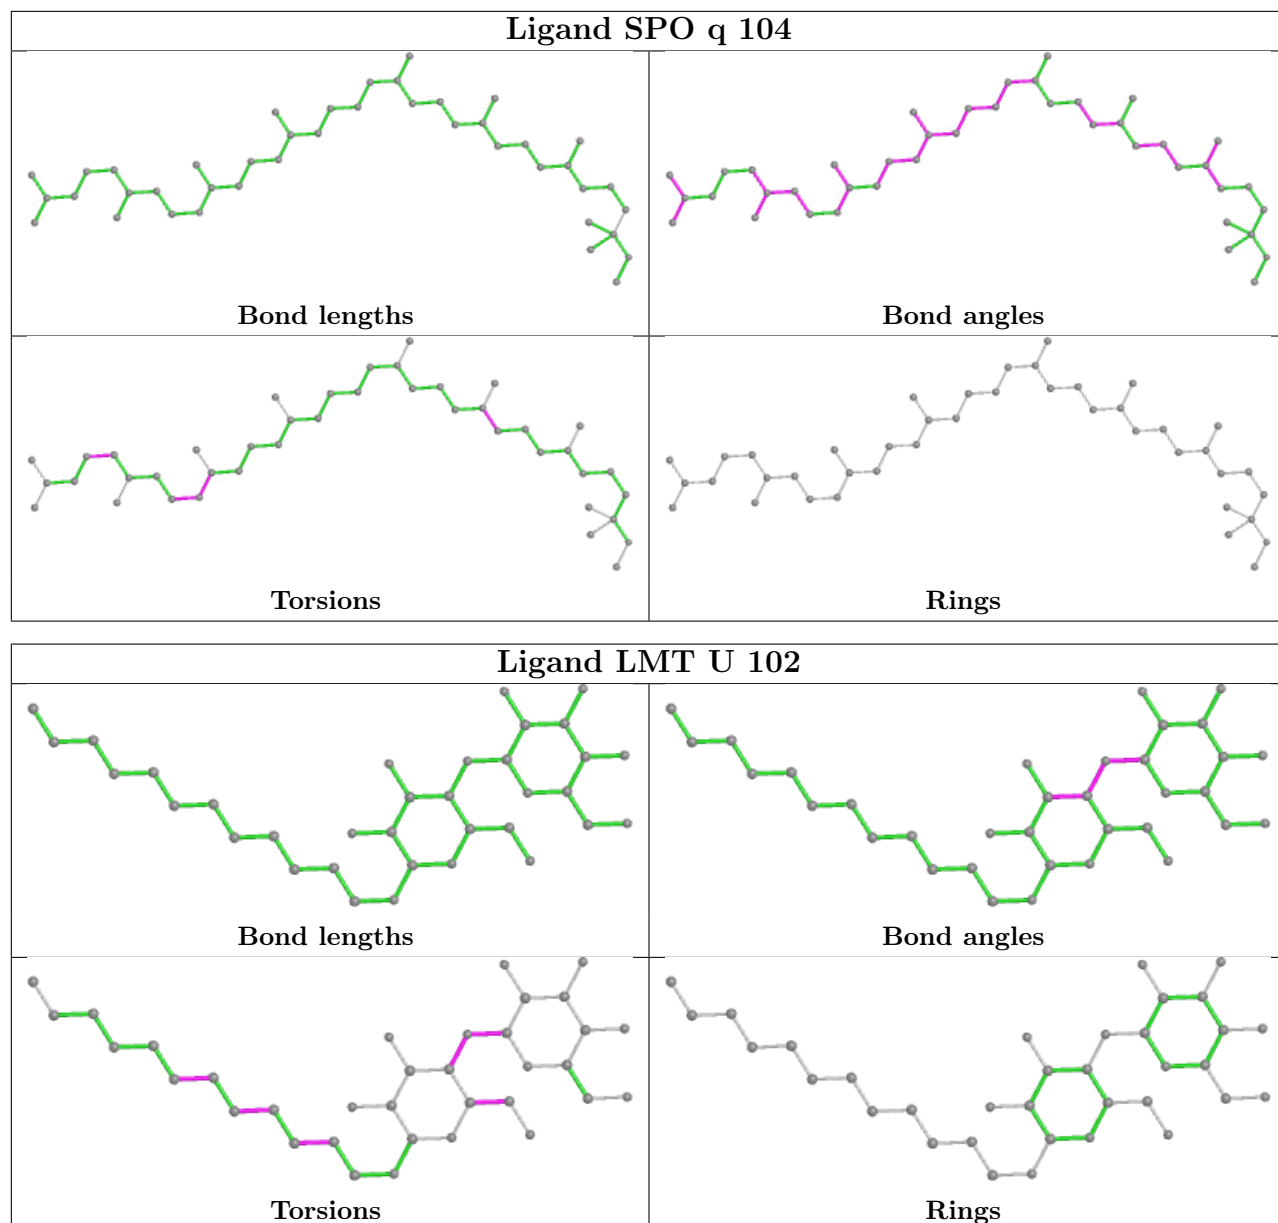 Ligand SPO q 104
Bond lengths
Bond angles
Torsions
Rings
Ligand LMT U 102
Bond lengths
Bond angles
Torsions
Rings